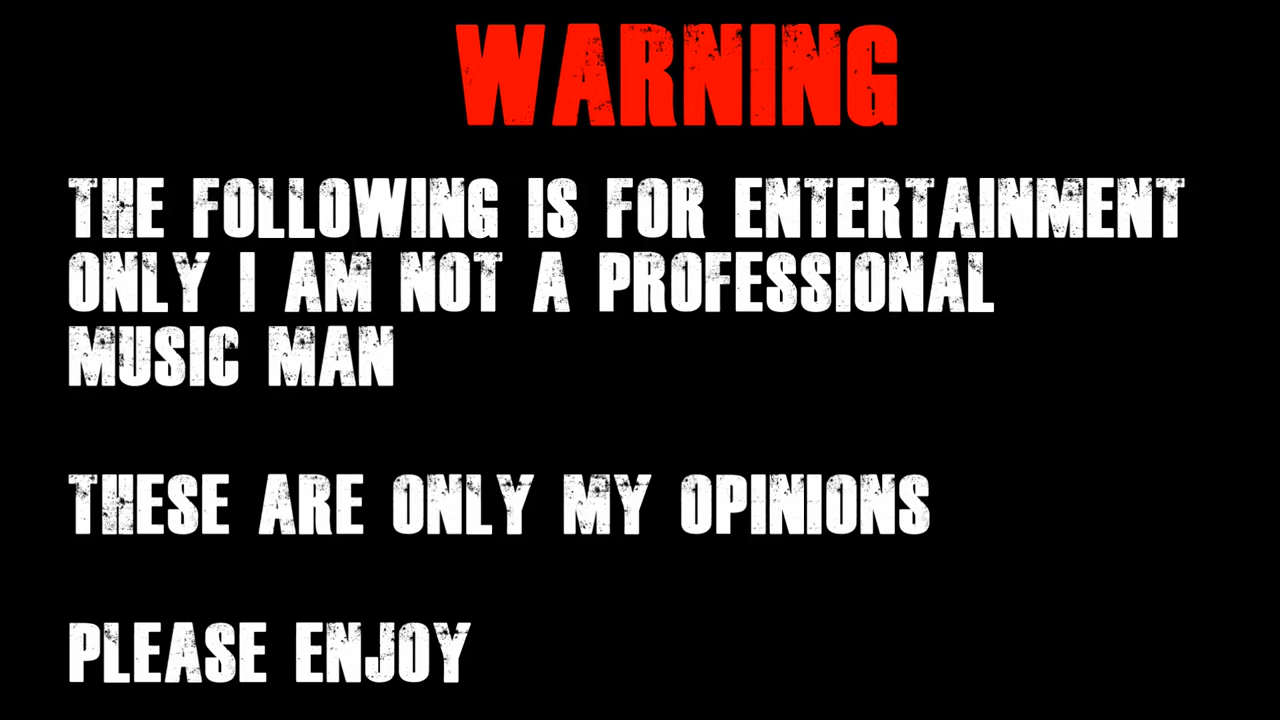 WARNING
THE FOLLOWING IS FOR ENTERTAINMENT
ONLY I AM NOT A PROFESSIONAL
MUSIC MAN
THESE ARE ONLY MY OPINIONS
PLEASE ENJOY